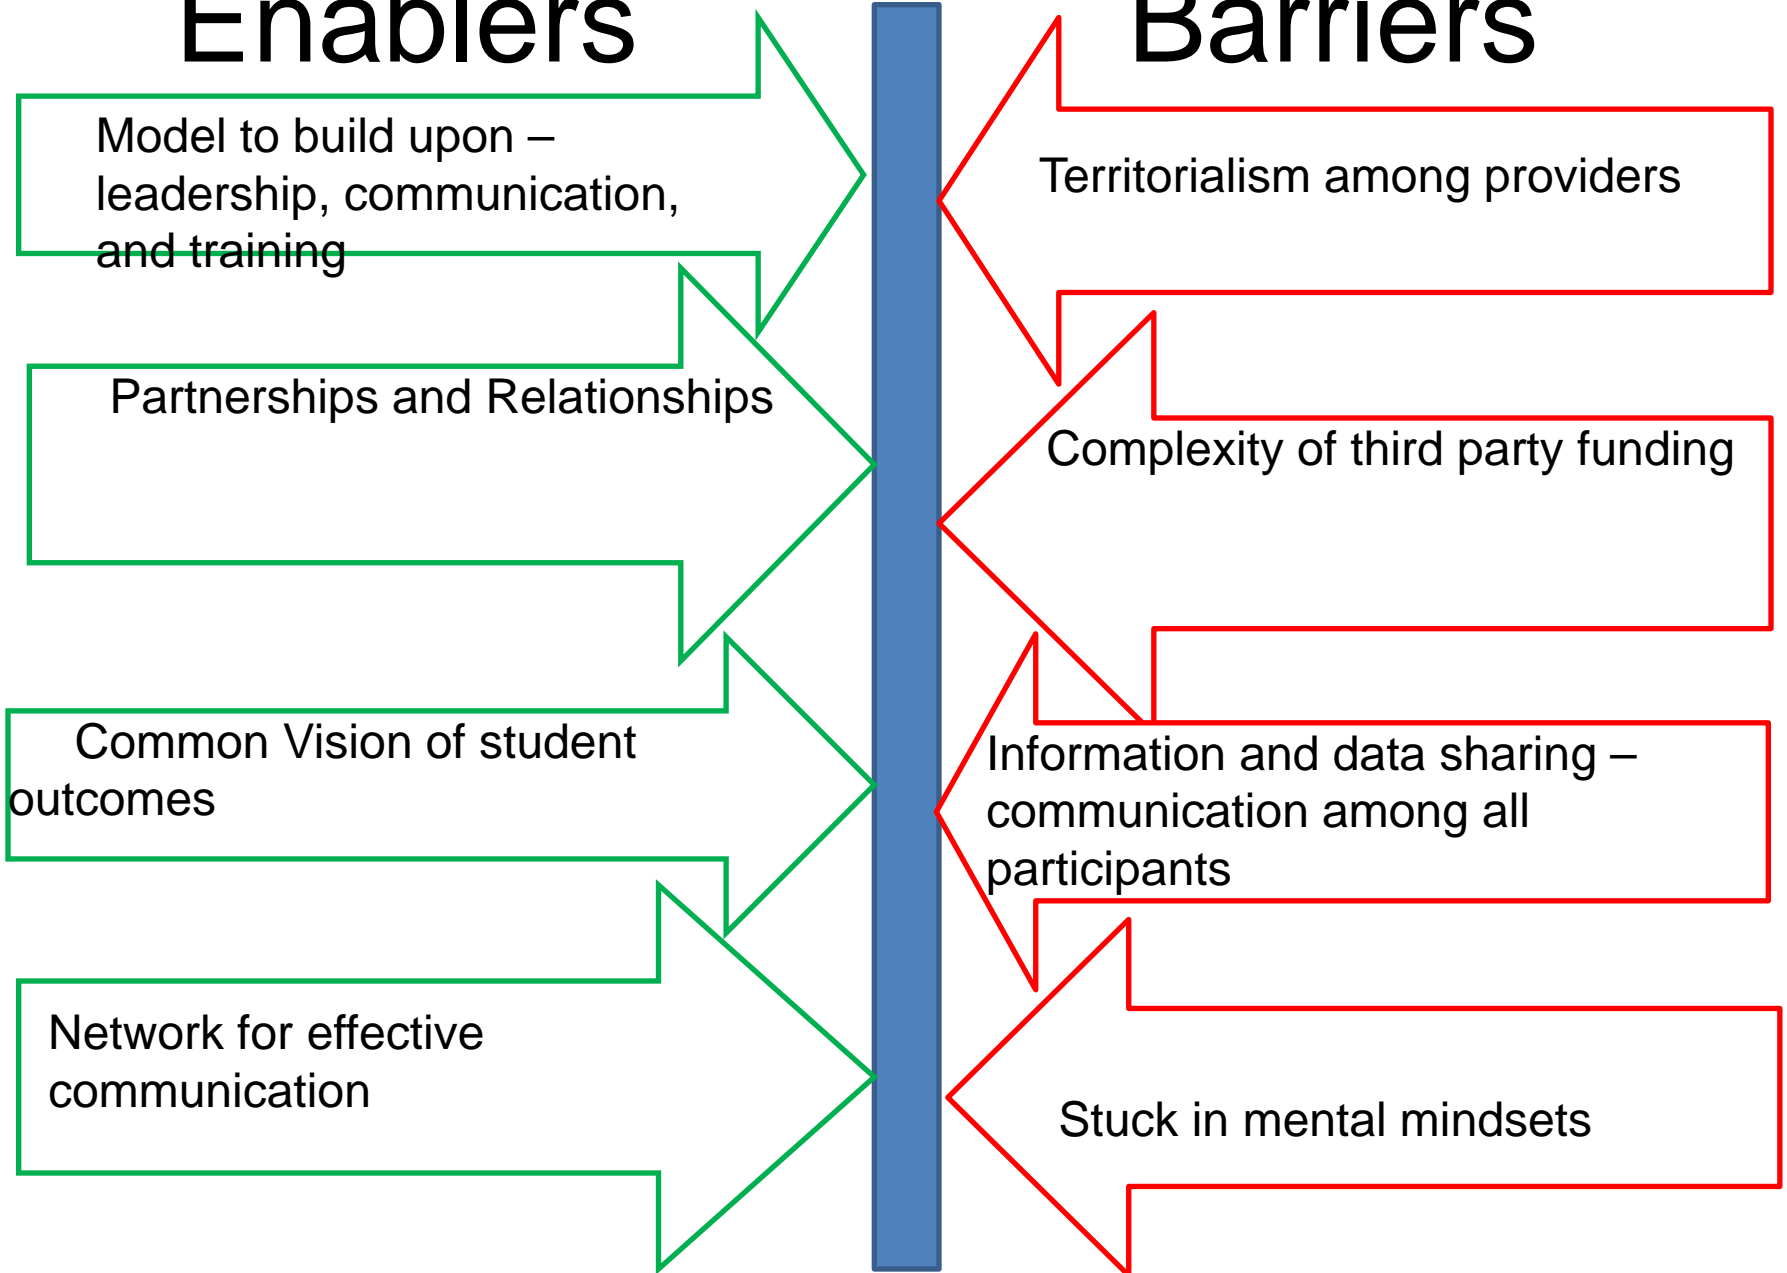 Enablers
Barriers
Model to build upon –
leadership, communication,
and training
Territorialism among providers
Partnerships and Relationships
Complexity of third party funding
Common Vision of student
outcomes
Information and data sharing –
communication among all
participants
Network for effective
communication
Stuck in mental mindsets